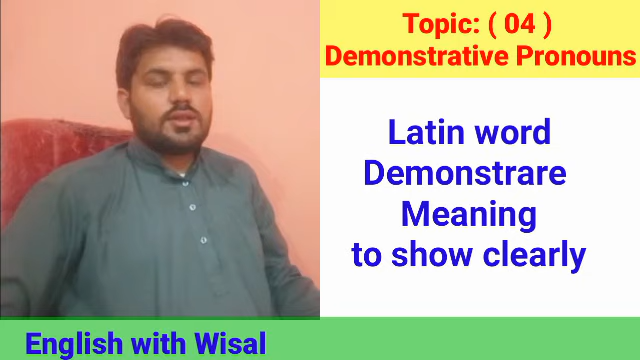 Topic: ( 04 )
Demonstrative Pronouns
Latin word
Demonstrare
Meaning
to show clearly
English with Wisal